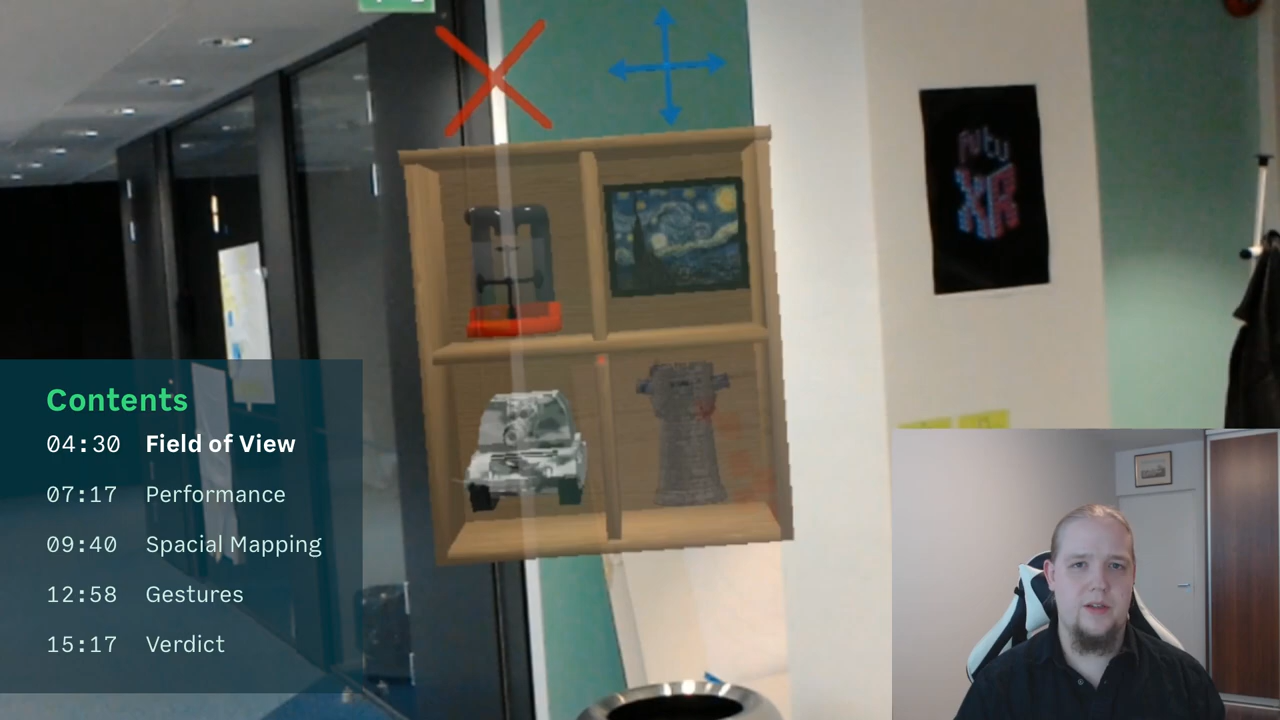 NTU
XR
Contents
04:30 Field of View
07:17 Performance
09:40 Spacial Mapping
12:58 Gestures
15:17 Verdict